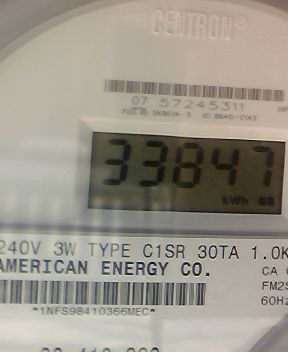 CENTRON®
07 57245311
33847
kWh 88
240V 3W TYPE C1SR 30TA 1.0K
AMERICAN ENERGY CO.
CA
FM2S
60Hz
*1NFS98410366MEC*